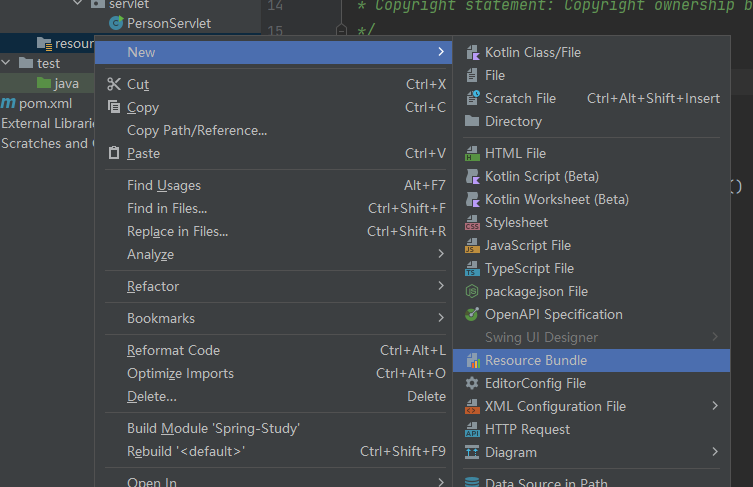 servlet
PersonServlet
resour
test
java
pom.xml
External Librari
Scratches and
14 * Copyright statement: Copyright ownership b
15 */
()
New
Cut Ctrl+X
Copy Ctrl+C
Copy Path/Reference...
Paste Ctrl+V
Find Usages Alt+F7
Find in Files... Ctrl+Shift+F
Replace in Files... Ctrl+Shift+R
Analyze
Refactor
Bookmarks
Reformat Code Ctrl+Alt+L
Optimize Imports Ctrl+Alt+O
Delete... Delete
Build Module 'Spring-Study'
Rebuild '<default>' Ctrl+Shift+F9
Open In
Kotlin Class/File
File
Scratch File Ctrl+Alt+Shift+Insert
Directory
HTML File
Kotlin Script (Beta)
Kotlin Worksheet (Beta)
Stylesheet
JavaScript File
TypeScript File
package.json File
OpenAPI Specification
Swing UI Designer
Resource Bundle
EditorConfig File
XML Configuration File
HTTP Request
Diagram
Data Source in Path